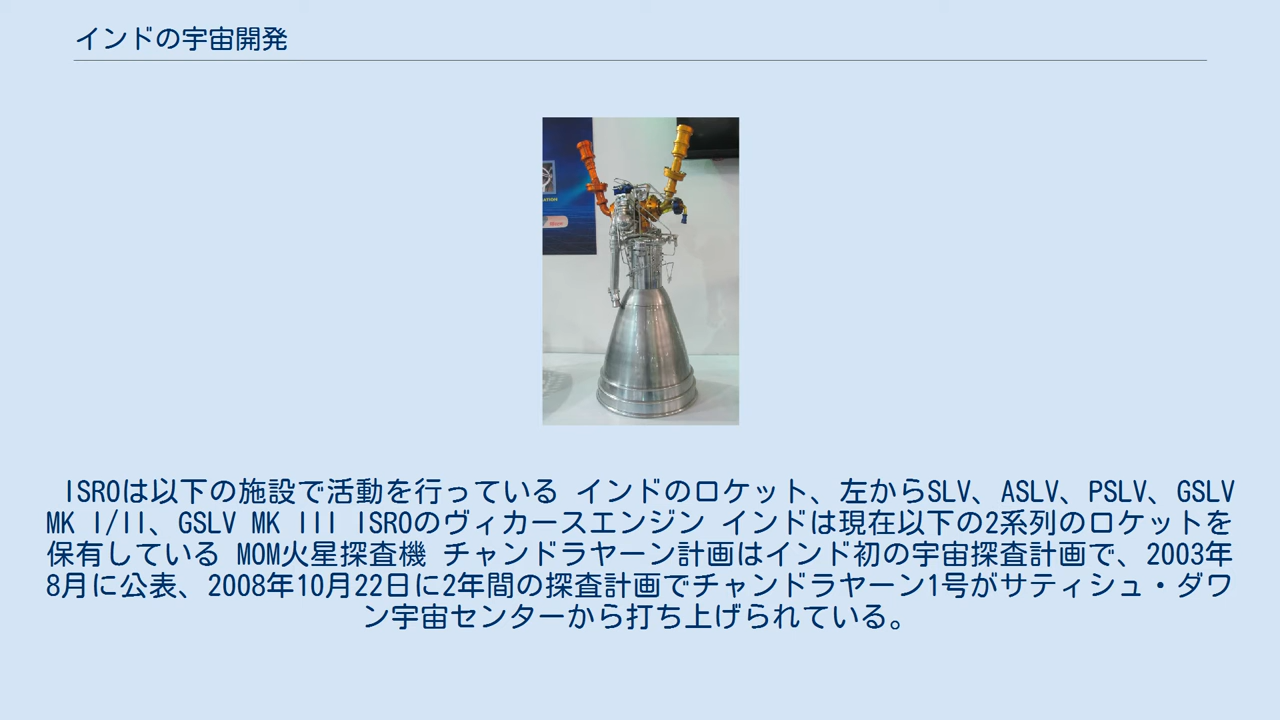 インドの宇宙開発
ISROは以下の施設で活動を行っている インドのロケット、左からSLV、ASLV、PSLV、GSLV
MK I/II、GSLV MK III ISROのヴィカースエンジン インドは現在以下の2系列のロケットを
保有している MOM火星探査機 チャンドラヤーン計画はインド初の宇宙探査計画で、2003年
8月に公表、2008年10月22日に2年間の探査計画でチャンドラヤーン1号がサティシュ・ダワ
ン宇宙センターから打ち上げられている。